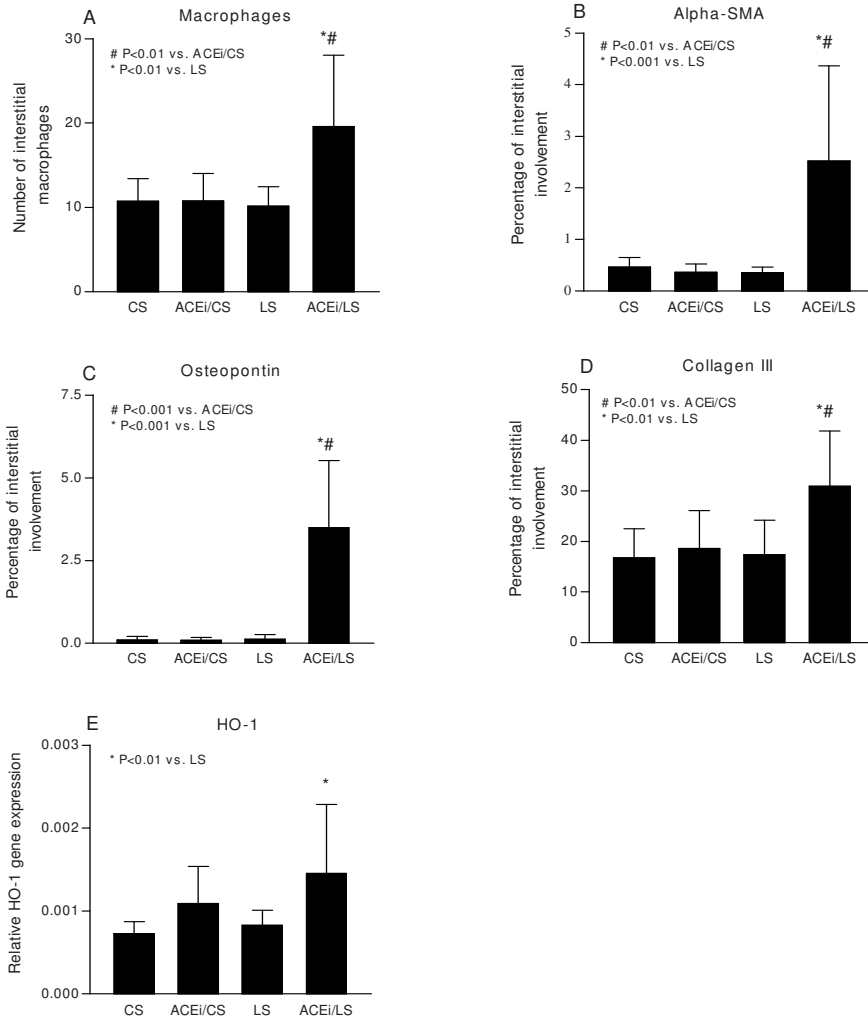 A
Macrophages
# P<0.01 vs. ACEi/CS
* P<0.01 vs. LS
*#
Number of interstitial
macrophages
30
20
10
0
CS ACEi/CS LS ACEi/LS
B
Alpha-SMA
# P<0.01 vs. ACEi/CS
* P<0.001 vs. LS
*#
Percentage of interstitial
involvement
5
4
3
2
1
0
CS ACEi/CS LS ACEi/LS
C
Osteopontin
# P<0.001 vs. ACEi/CS
* P<0.001 vs. LS
*#
Percentage of interstitial
involvement
7.5
5.0
2.5
0.0
CS ACEi/CS LS ACEi/LS
D
Collagen III
# P<0.01 vs. ACEi/CS
* P<0.01 vs. LS
*#
Percentage of interstitial
involvement
50
40
30
20
10
0
CS ACEi/CS LS ACEi/LS
E
HO-1
* P<0.01 vs. LS
*
Relative HO-1 gene expression
0.003
0.002
0.001
0.000
CS ACEi/CS LS ACEi/LS